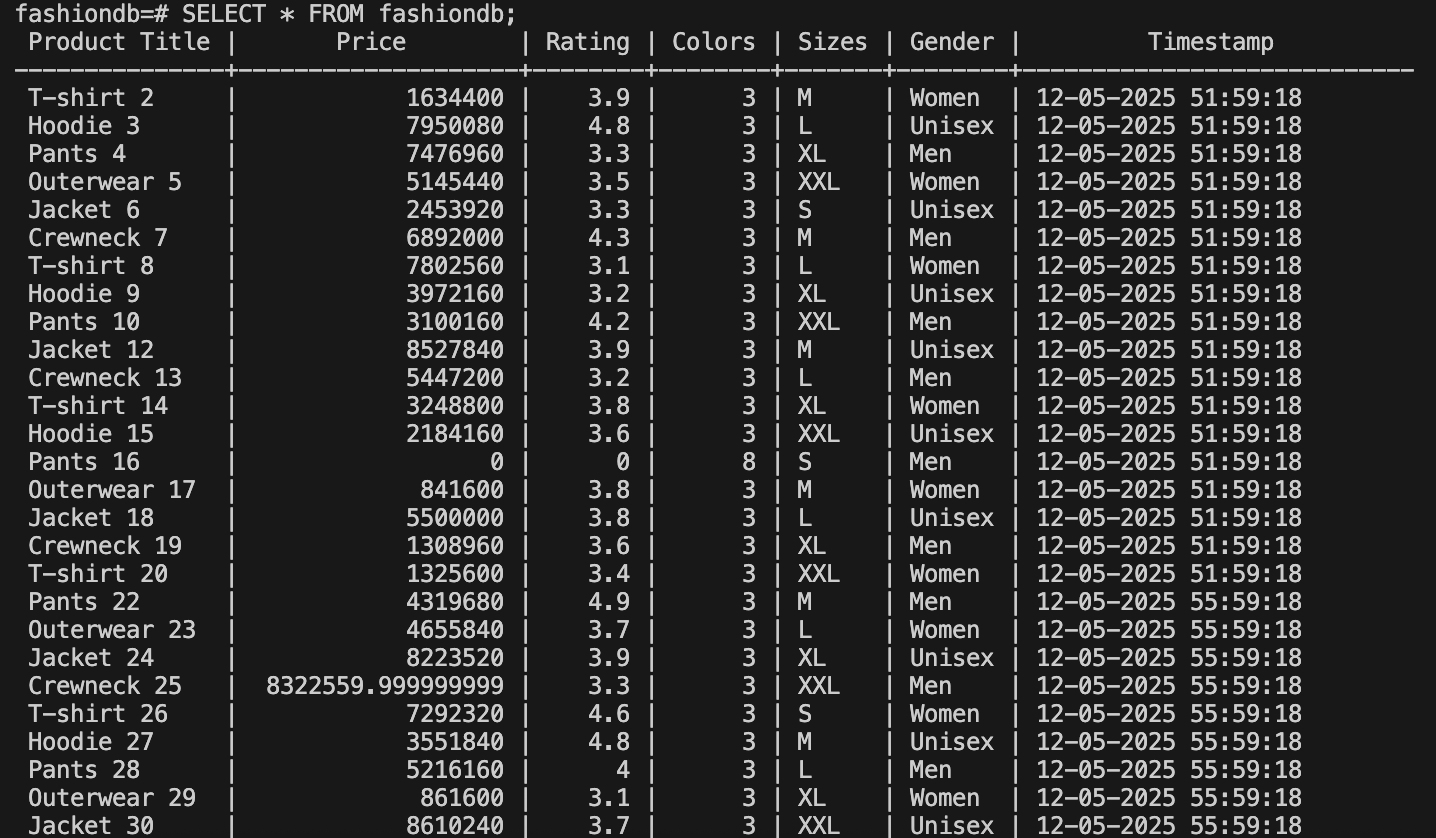 fashiondb=# SELECT * FROM fashiondb;
Product Title | Price | Rating | Colors | Sizes | Gender | Timestamp
---------------+--------------------+--------+--------+-------+--------+----------------------------
T-shirt 2 | 1634400 | 3.9 | 3 | M | Women | 12-05-2025 51:59:18
Hoodie 3 | 7950080 | 4.8 | 3 | L | Unisex | 12-05-2025 51:59:18
Pants 4 | 7476960 | 3.3 | 3 | XL | Men | 12-05-2025 51:59:18
Outerwear 5 | 5145440 | 3.5 | 3 | XXL | Women | 12-05-2025 51:59:18
Jacket 6 | 2453920 | 3.3 | 3 | S | Unisex | 12-05-2025 51:59:18
Crewneck 7 | 6892000 | 4.3 | 3 | M | Men | 12-05-2025 51:59:18
T-shirt 8 | 7802560 | 3.1 | 3 | L | Women | 12-05-2025 51:59:18
Hoodie 9 | 3972160 | 3.2 | 3 | XL | Unisex | 12-05-2025 51:59:18
Pants 10 | 3100160 | 4.2 | 3 | XXL | Men | 12-05-2025 51:59:18
Jacket 12 | 8527840 | 3.9 | 3 | M | Unisex | 12-05-2025 51:59:18
Crewneck 13 | 5447200 | 3.2 | 3 | L | Men | 12-05-2025 51:59:18
T-shirt 14 | 3248800 | 3.8 | 3 | XL | Women | 12-05-2025 51:59:18
Hoodie 15 | 2184160 | 3.6 | 3 | XXL | Unisex | 12-05-2025 51:59:18
Pants 16 | 0 | 0 | 8 | S | Men | 12-05-2025 51:59:18
Outerwear 17 | 841600 | 3.8 | 3 | M | Women | 12-05-2025 51:59:18
Jacket 18 | 5500000 | 3.8 | 3 | L | Unisex | 12-05-2025 51:59:18
Crewneck 19 | 1308960 | 3.6 | 3 | XL | Men | 12-05-2025 51:59:18
T-shirt 20 | 1325600 | 3.4 | 3 | XXL | Women | 12-05-2025 51:59:18
Pants 22 | 4319680 | 4.9 | 3 | M | Men | 12-05-2025 55:59:18
Outerwear 23 | 4655840 | 3.7 | 3 | L | Women | 12-05-2025 55:59:18
Jacket 24 | 8223520 | 3.9 | 3 | XL | Unisex | 12-05-2025 55:59:18
Crewneck 25 | 8322559.999999999 | 3.3 | 3 | XXL | Men | 12-05-2025 55:59:18
T-shirt 26 | 7292320 | 4.6 | 3 | S | Women | 12-05-2025 55:59:18
Hoodie 27 | 3551840 | 4.8 | 3 | M | Unisex | 12-05-2025 55:59:18
Pants 28 | 5216160 | 4 | 3 | L | Men | 12-05-2025 55:59:18
Outerwear 29 | 861600 | 3.1 | 3 | XL | Women | 12-05-2025 55:59:18
Jacket 30 | 8610240 | 3.7 | 3 | XXL | Unisex | 12-05-2025 55:59:18